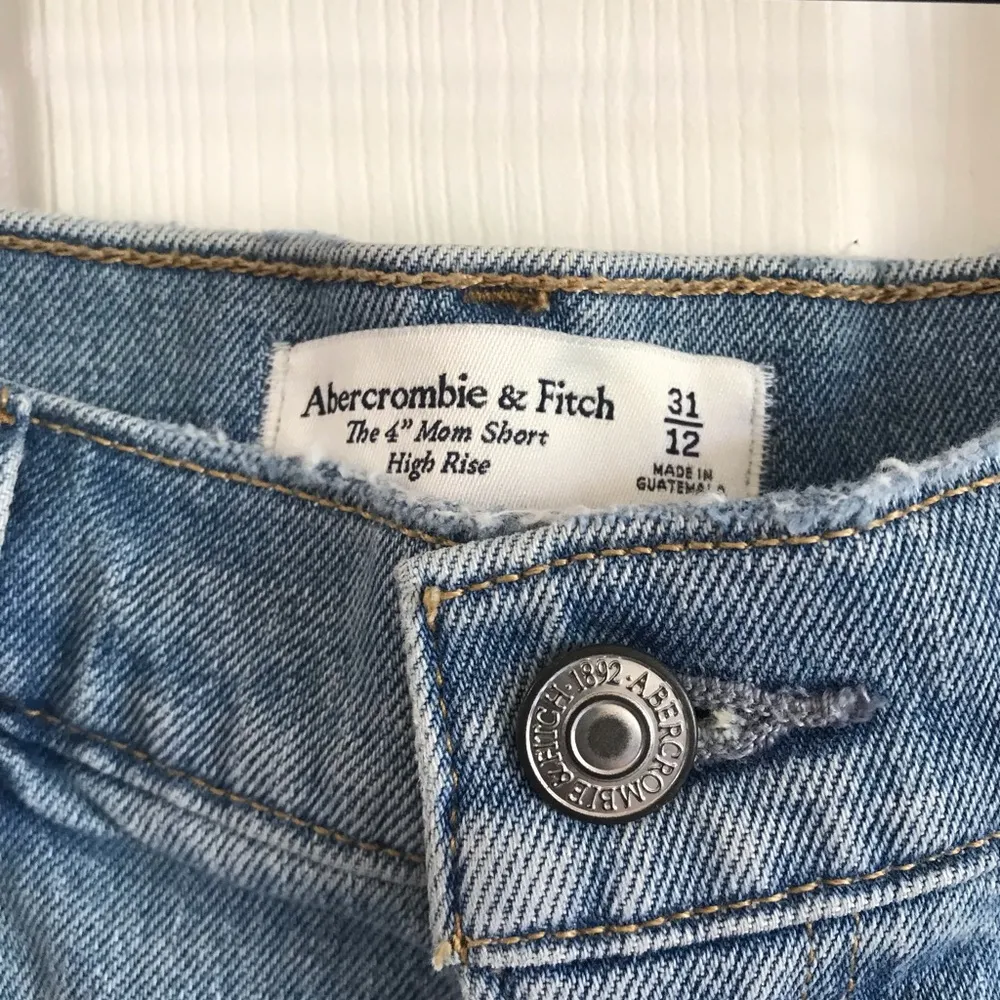 Abercrombie & Fitch
The 4" Mom Short
High Rise
31
12
MADE IN
GUATEMALA
ABERCROMBIE & FITCH · 1892 ·